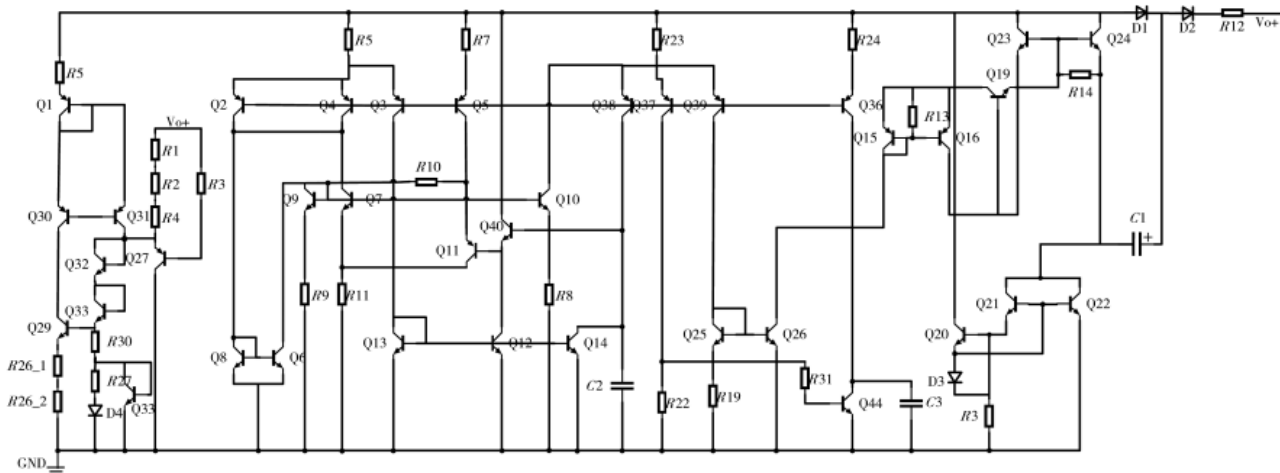 R5
R7
R23
R24
Q23
Q24
D1
D2
R12
Vo+
R5
Q1
Q2
Q4
Q3
Q5
Q38
Q37
Q39
Q36
Q19
R14
Vo+
R13
Q15
Q16
R1
R2
R3
R4
R10
Q9
Q7
Q10
Q30
Q31
Q40
C1
+
Q32
Q27
Q11
Q33
R9
R11
R8
Q21
Q22
Q29
R30
Q8
Q6
Q13
Q12
Q14
Q25
Q26
Q20
R26_1
R27
R31
D3
C2
R26_2
D4
Q33
R22
R19
Q44
C3
R3
GND